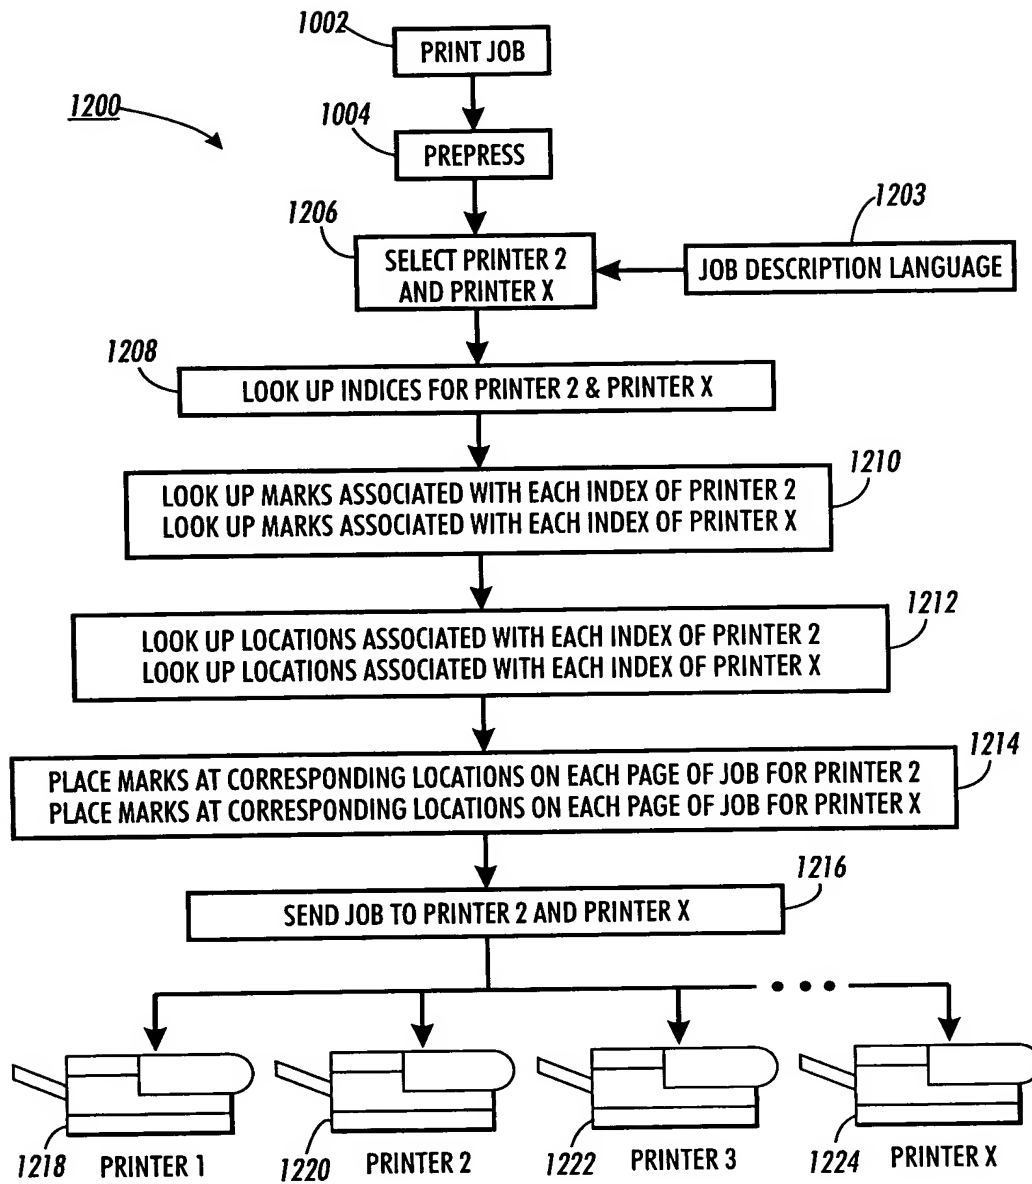 1002
PRINT JOB
1200
1004
PREPRESS
1203
1206
SELECT PRINTER 2
AND PRINTER X
JOB DESCRIPTION LANGUAGE
1208
LOOK UP INDICES FOR PRINTER 2 & PRINTER X
1210
LOOK UP MARKS ASSOCIATED WITH EACH INDEX OF PRINTER 2
LOOK UP MARKS ASSOCIATED WITH EACH INDEX OF PRINTER X
1212
LOOK UP LOCATIONS ASSOCIATED WITH EACH INDEX OF PRINTER 2
LOOK UP LOCATIONS ASSOCIATED WITH EACH INDEX OF PRINTER X
1214
PLACE MARKS AT CORRESPONDING LOCATIONS ON EACH PAGE OF JOB FOR PRINTER 2
PLACE MARKS AT CORRESPONDING LOCATIONS ON EACH PAGE OF JOB FOR PRINTER X
1216
SEND JOB TO PRINTER 2 AND PRINTER X
1218 PRINTER 1 1220 PRINTER 2 1222 PRINTER 3 1224 PRINTER X